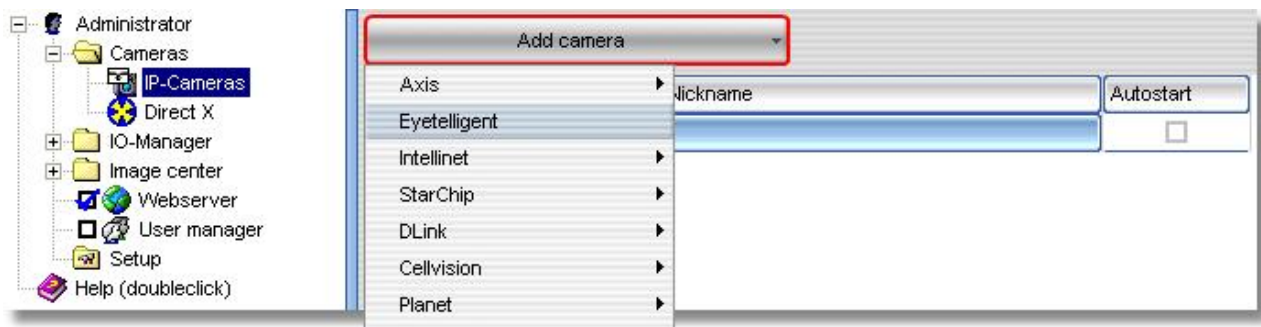 Administrator
Cameras
IP-Cameras
Direct X
IO-Manager
Image center
Webserver
User manager
Setup
Help (doubleclick)
Add camera
Axis
Eyetelligent
Intellinet
StarChip
DLink
Cellvision
Planet
Nickname
Autostart